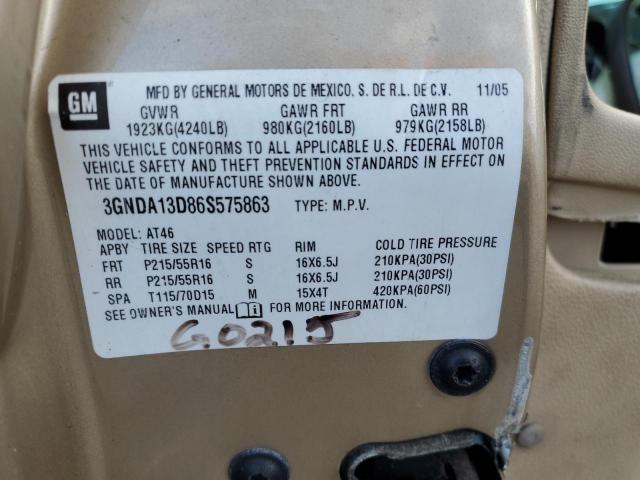 GM MFD BY GENERAL MOTORS DE MEXICO, S. DE R.L. DE C.V. 11/05
GVWR GAWR FRT GAWR RR
1923KG(4240LB) 980KG(2160LB) 979KG(2158LB)
THIS VEHICLE CONFORMS TO ALL APPLICABLE U.S. FEDERAL MOTOR
VEHICLE SAFETY AND THEFT PREVENTION STANDARDS IN EFFECT ON
THE DATE OF MANUFACTURE SHOWN ABOVE.
3GNDA13D86S575863 TYPE: M.P.V.
MODEL: AT46
APBY TIRE SIZE SPEED RTG RIM COLD TIRE PRESSURE
FRT P215/55R16 S 16X6.5J 210KPA(30PSI)
RR P215/55R16 S 16X6.5J 210KPA(30PSI)
SPA T115/70D15 M 15X4T 420KPA(60PSI)
SEE OWNER'S MANUAL FOR MORE INFORMATION.
G0215